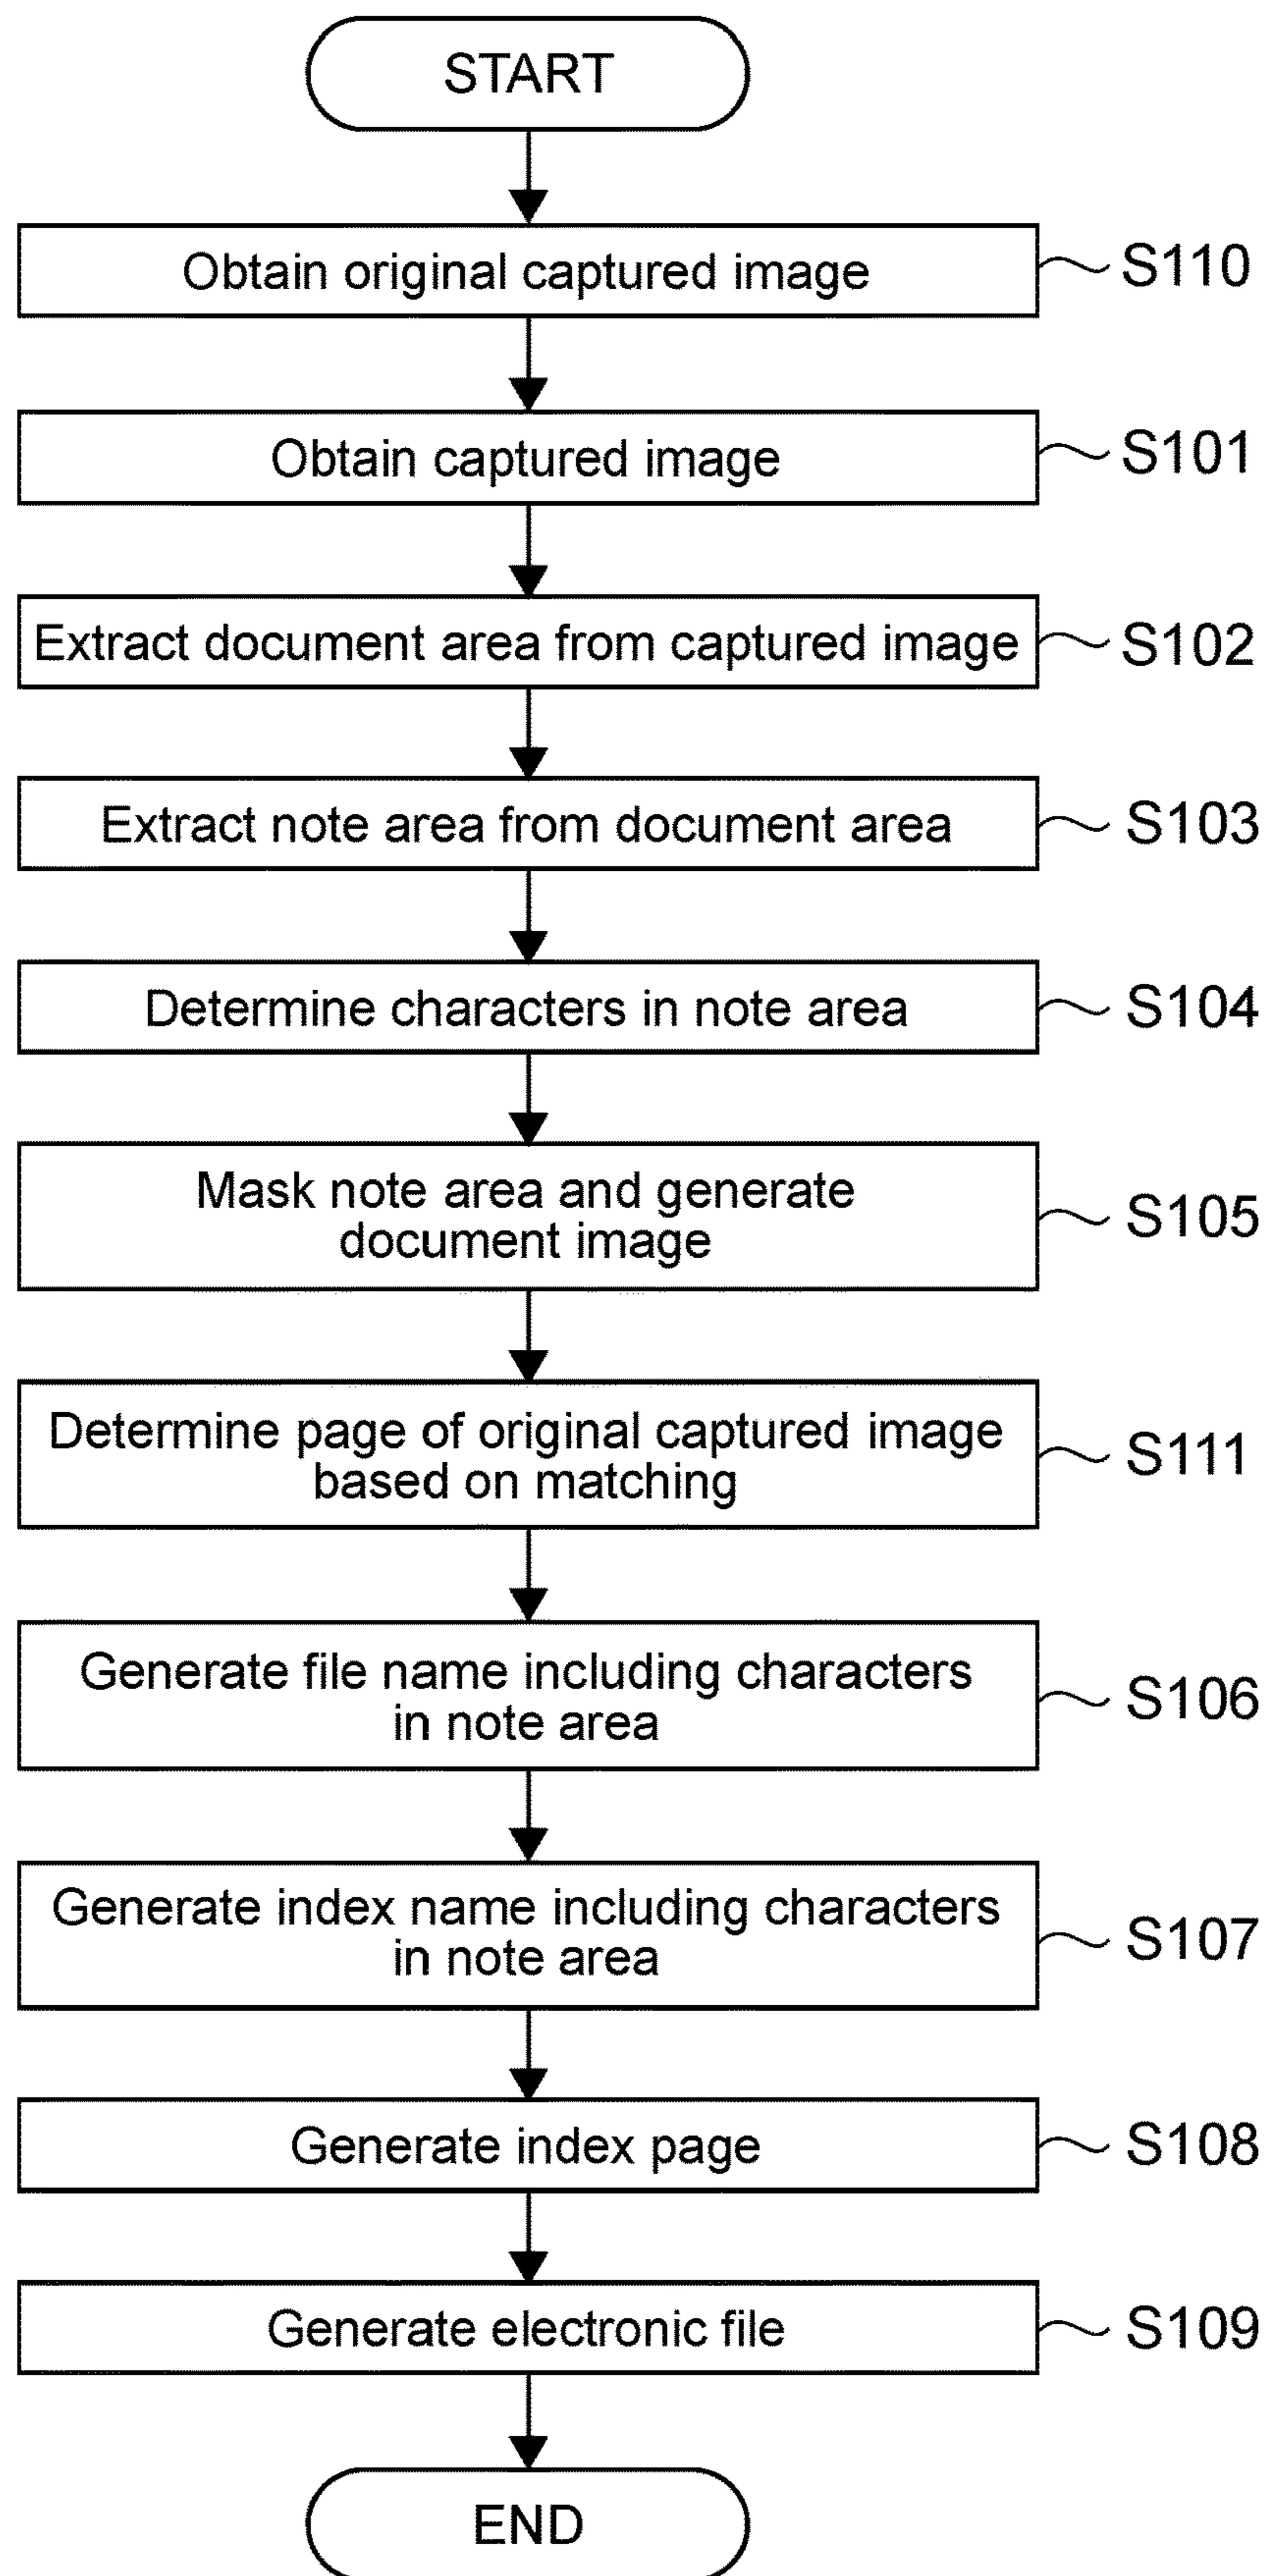 START
Obtain original captured image
S110
Obtain captured image
S101
Extract document area from captured image
S102
Extract note area from document area
S103
Determine characters in note area
S104
Mask note area and generate
document image
S105
Determine page of original captured image
based on matching
S111
Generate file name including characters
in note area
S106
Generate index name including characters
in note area
S107
Generate index page
S108
Generate electronic file
S109
END